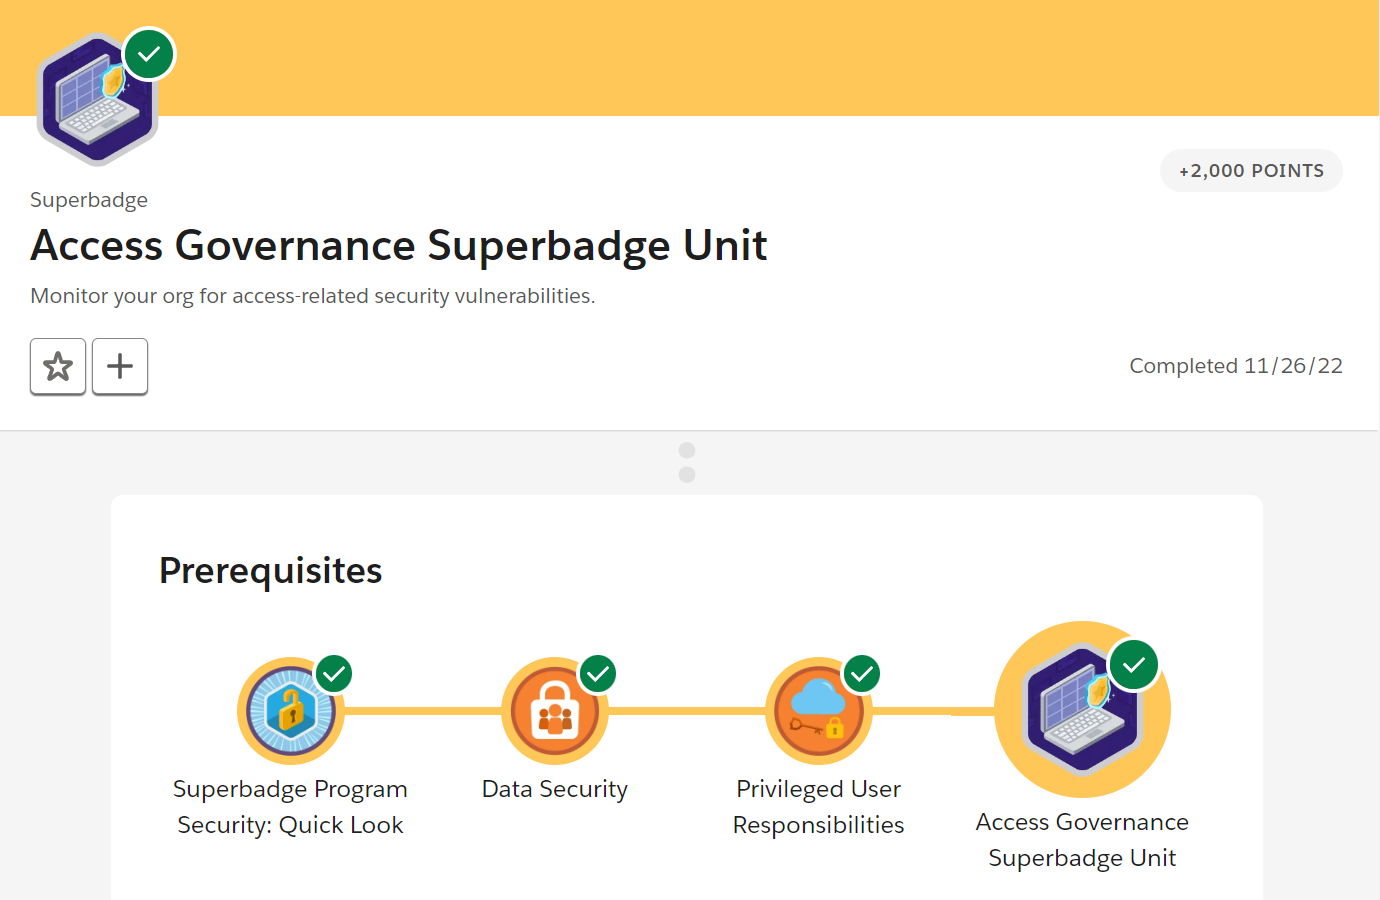 +2,000 POINTS
Superbadge
Access Governance Superbadge Unit
Monitor your org for access-related security vulnerabilities.
Completed 11/26/22
Prerequisites
Superbadge Program
Security: Quick Look
Data Security
Privileged User
Responsibilities
Access Governance
Superbadge Unit